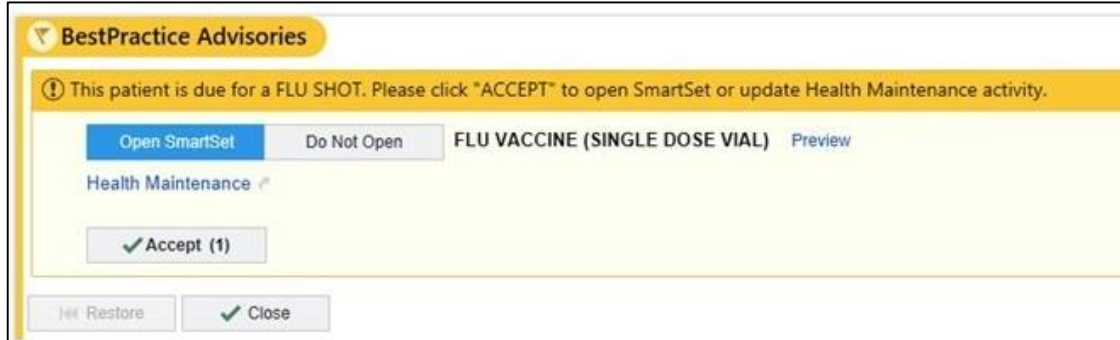 BestPractice Advisories
This patient is due for a FLU SHOT. Please click "ACCEPT" to open SmartSet or update Health Maintenance activity.
Open SmartSet Do Not Open FLU VACCINE (SINGLE DOSE VIAL) Preview
Health Maintenance
Accept (1)
Restore Close